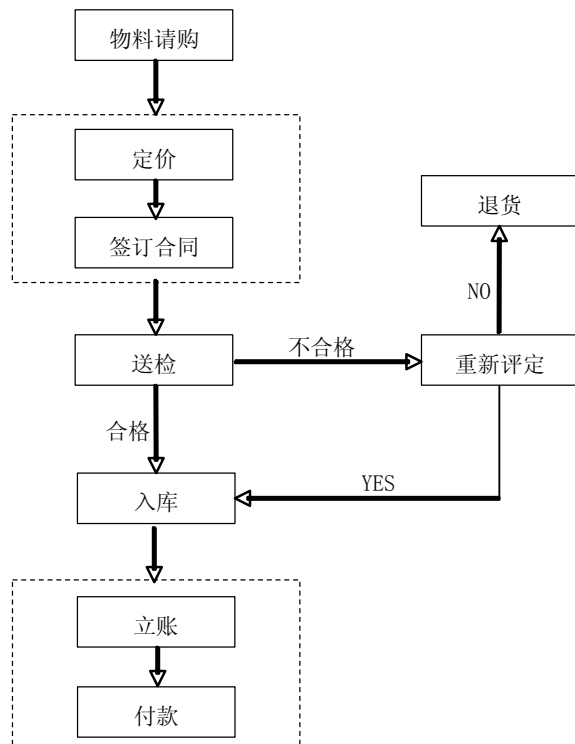 物料请购
定价
签订合同
退货
NO
送检
不合格
重新评定
合格
入库
YES
立账
付款